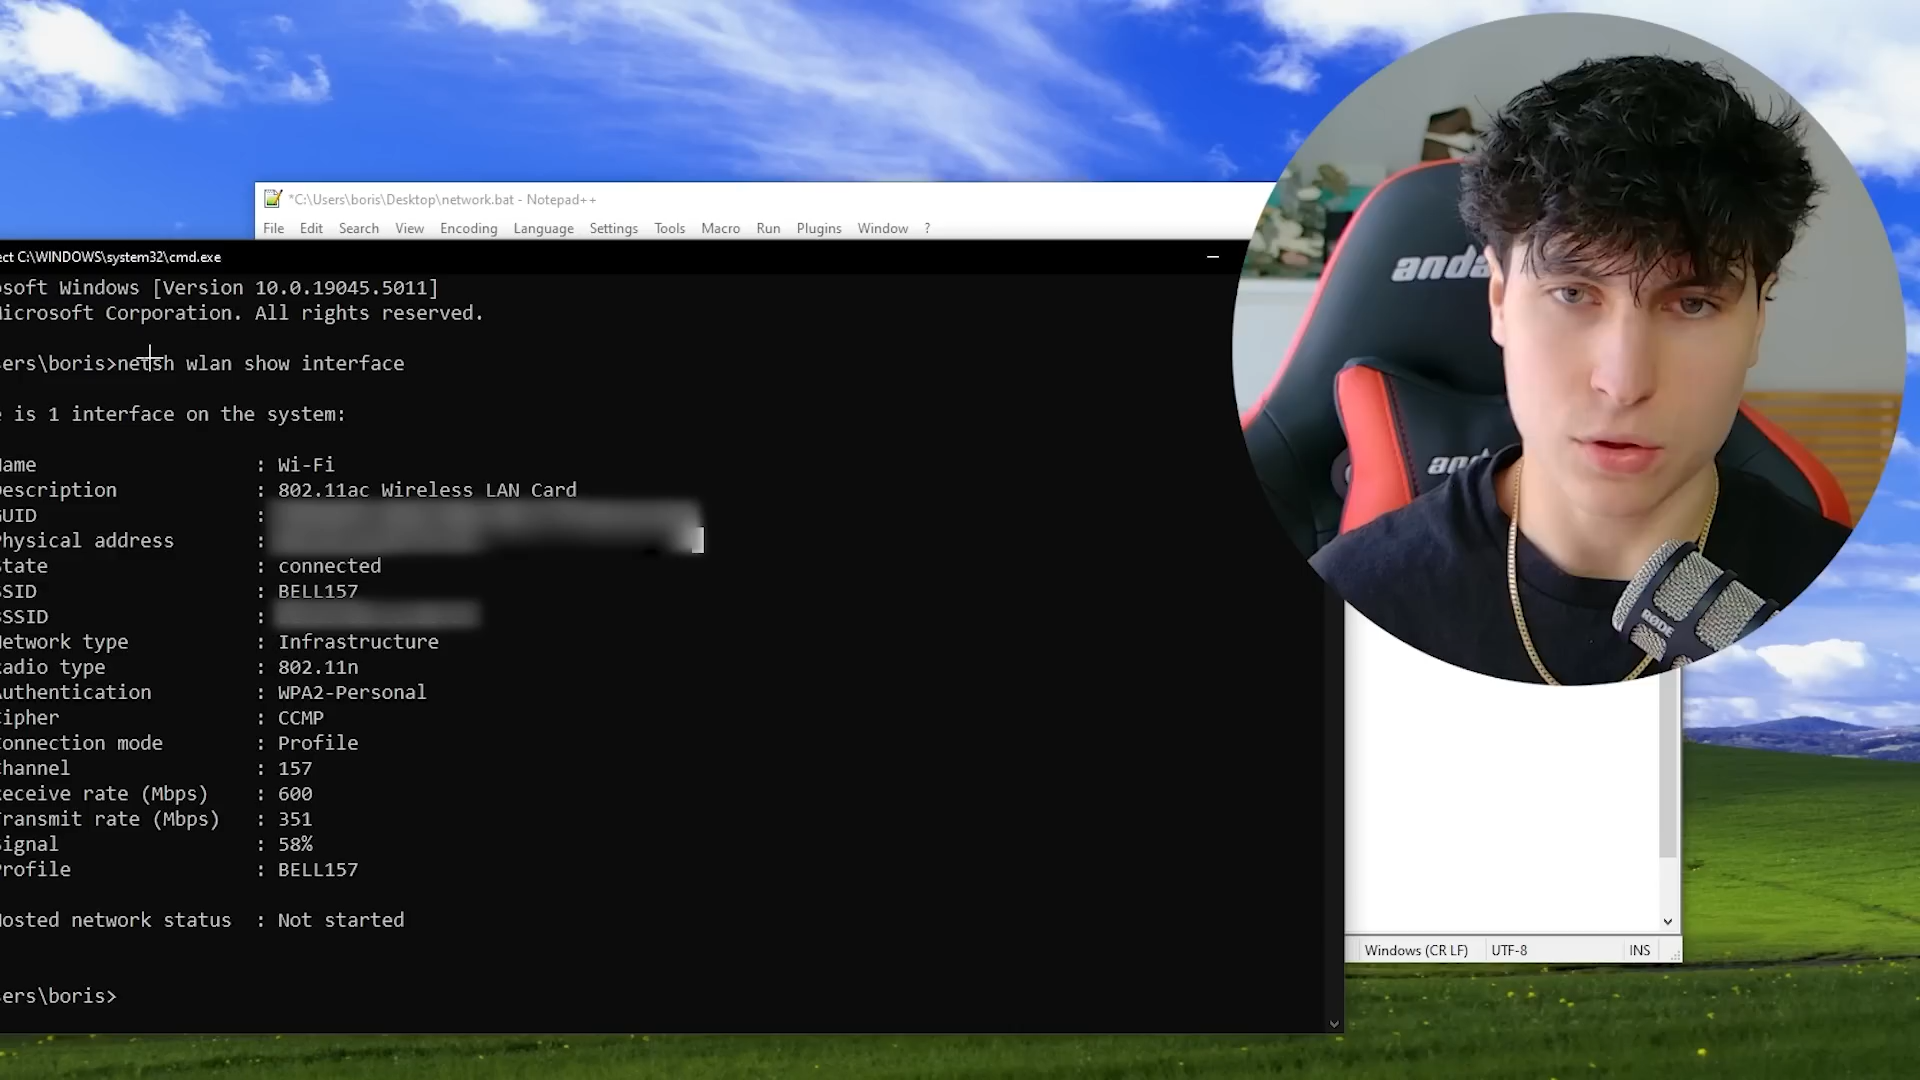 *C:\Users\boris\Desktop\network.bat - Notepad++
File Edit Search View Encoding Language Settings Tools Macro Run Plugins Window ?
ect C:\WINDOWS\system32\cmd.exe
osoft Windows [Version 10.0.19045.5011]
icrosoft Corporation. All rights reserved.
ers\boris>netsh wlan show interface
e is 1 interface on the system:
ame : Wi-Fi
escription : 802.11ac Wireless LAN Card
GUID :
hysical address :
tate : connected
SSID : BELL157
BSSID :
etwork type : Infrastructure
adio type : 802.11n
uthentication : WPA2-Personal
ipher : CCMP
onnection mode : Profile
hannel : 157
eceive rate (Mbps) : 600
ransmit rate (Mbps) : 351
ignal : 58%
rofile : BELL157
osted network status : Not started
ers\boris>
Windows (CR LF) UTF-8 INS
anda
and
RØDE